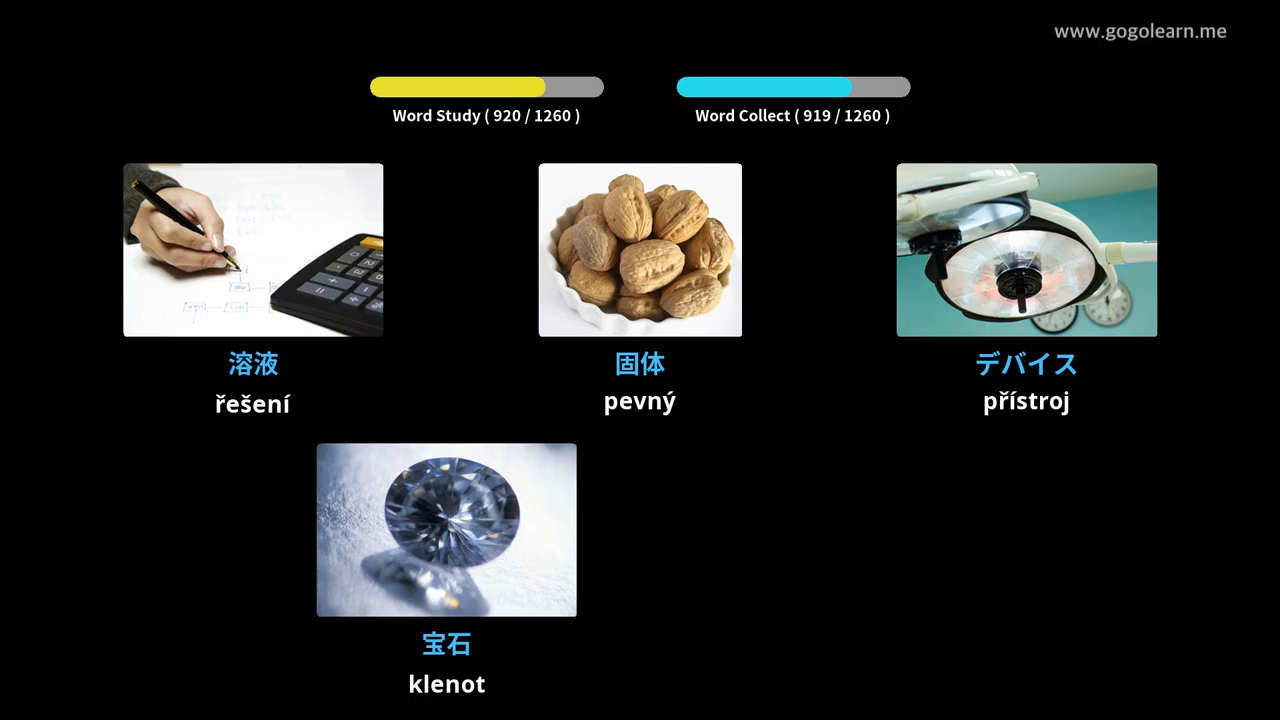 www.gogolearn.me
Word Study ( 920 / 1260 )
Word Collect ( 919 / 1260 )
溶液
řešení
固体
pevný
デバイス
přístroj
宝石
klenot